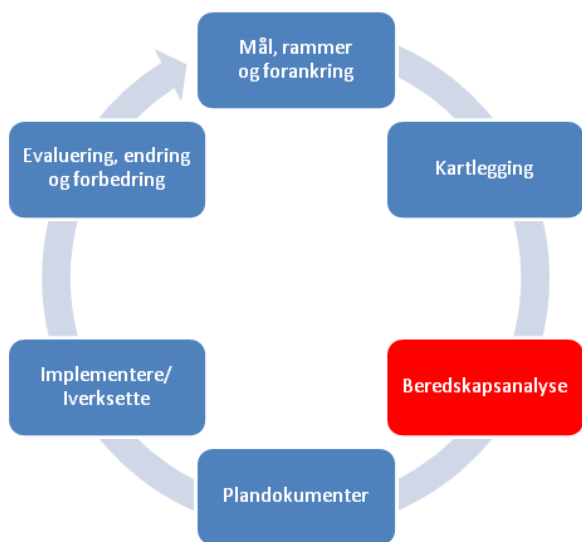 Mål, rammer
og forankring
Kartlegging
Beredskapsanalyse
Plandokumenter
Implementere/
Iverksette
Evaluering, endring
og forbedring